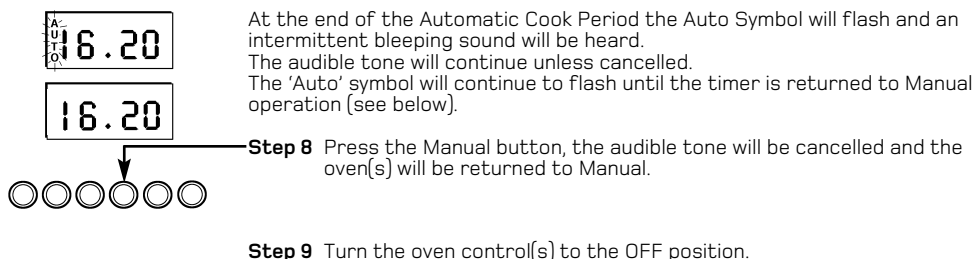 AUTO 16.20
At the end of the Automatic Cook Period the Auto Symbol will flash and an
intermittent bleeping sound will be heard.
The audible tone will continue unless cancelled.
The ‘Auto’ symbol will continue to flash until the timer is returned to Manual
operation (see below).
16.20
Step 8 Press the Manual button, the audible tone will be cancelled and the
oven(s) will be returned to Manual.
Step 9 Turn the oven control(s) to the OFF position.